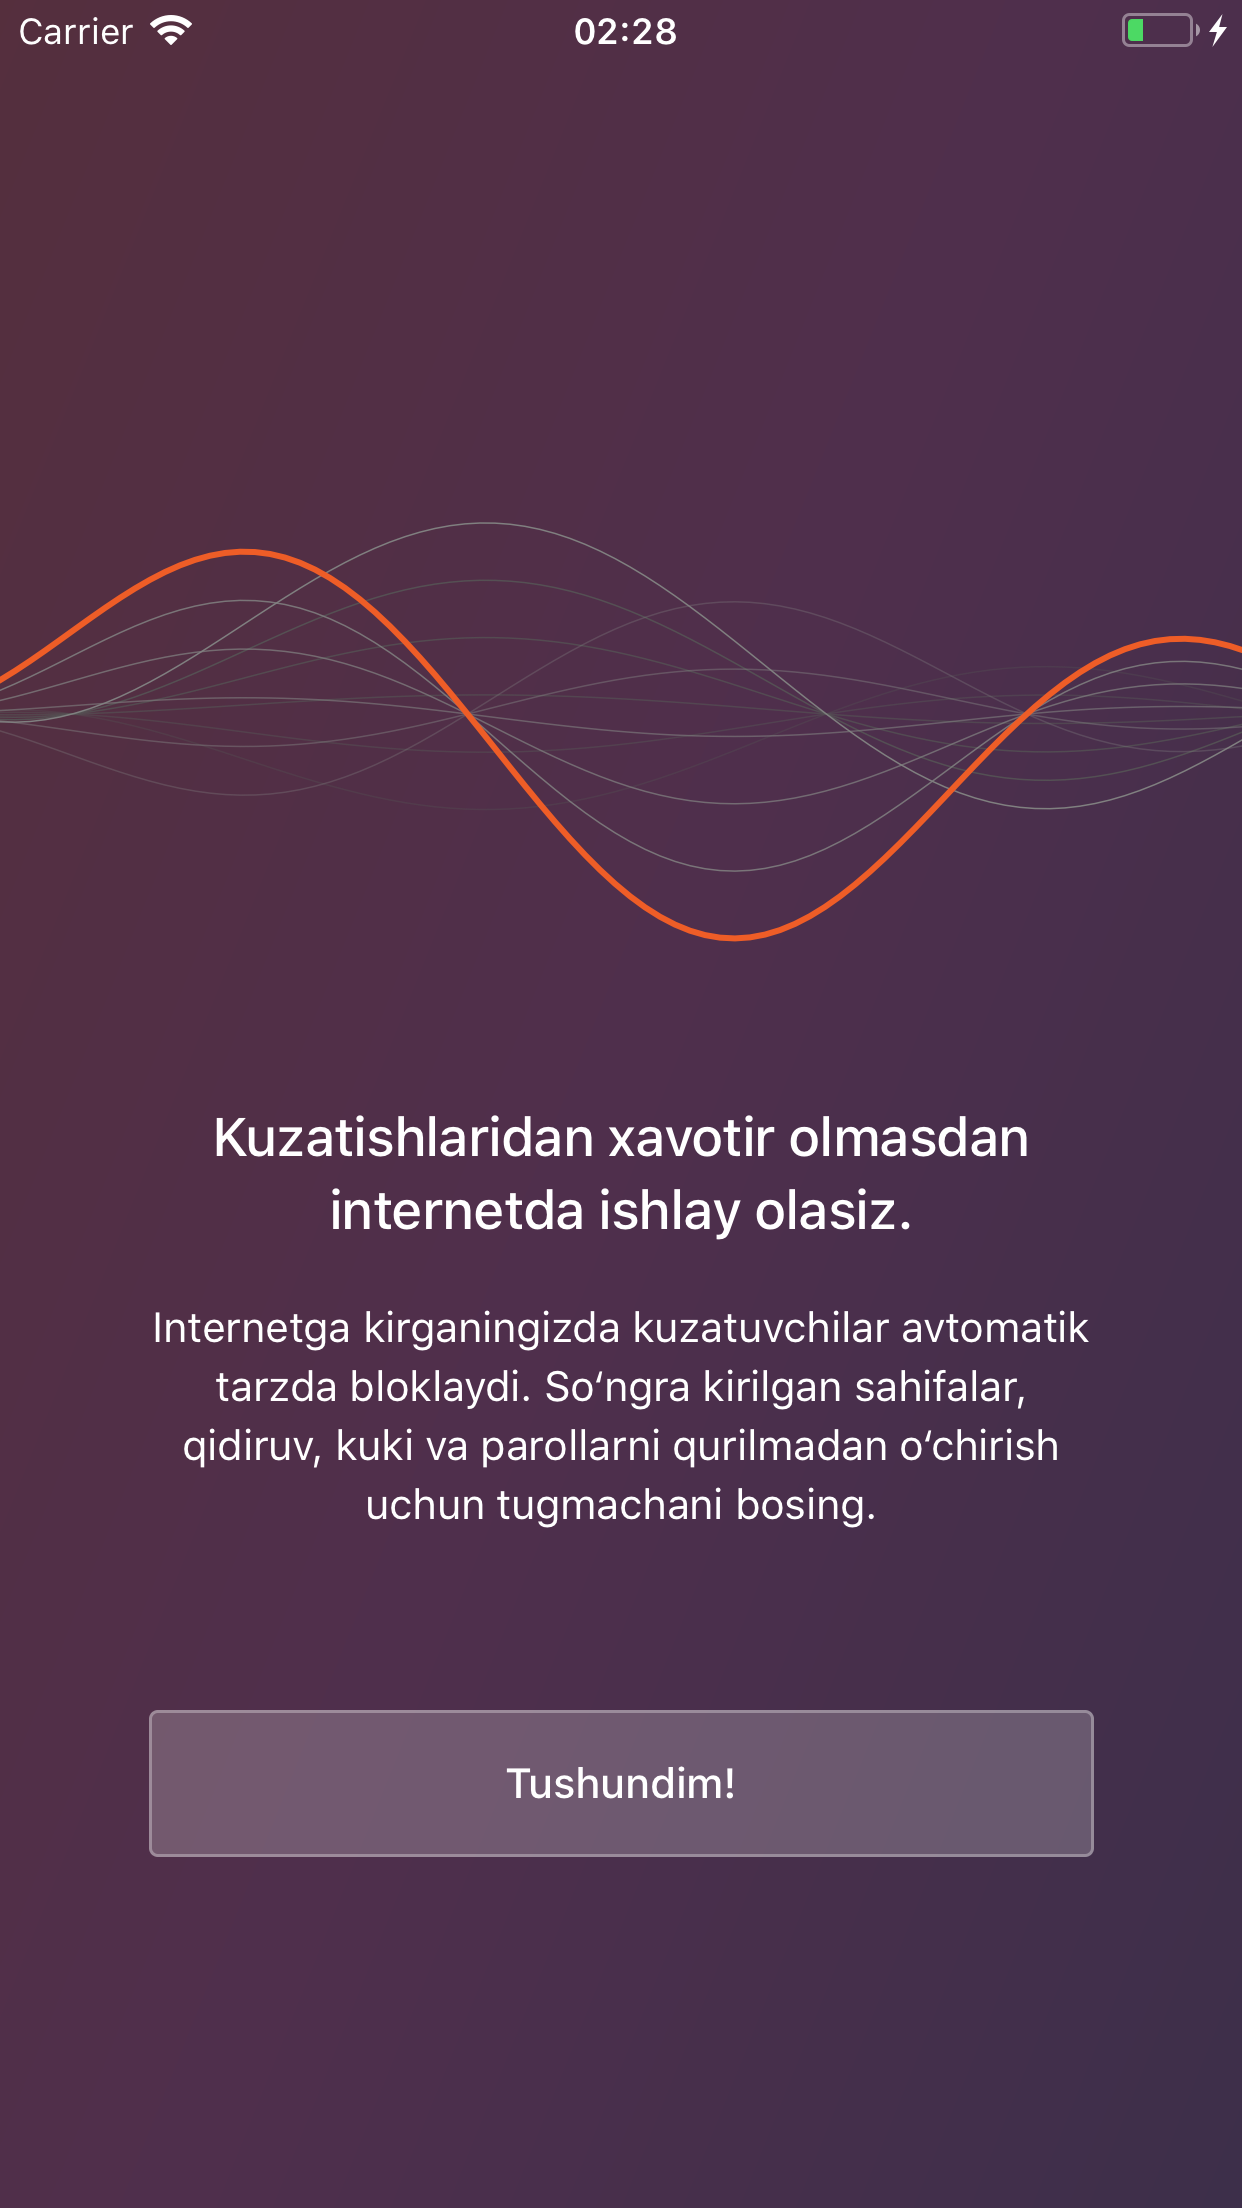 Carrier 02:28
Kuzatishlaridan xavotir olmasdan
internetda ishlay olasiz.
Internetga kirganingizda kuzatuvchilar avtomatik
tarzda bloklaydi. So‘ngra kirilgan sahifalar,
qidiruv, kuki va parollarni qurilmadan o‘chirish
uchun tugmachani bosing.
Tushundim!